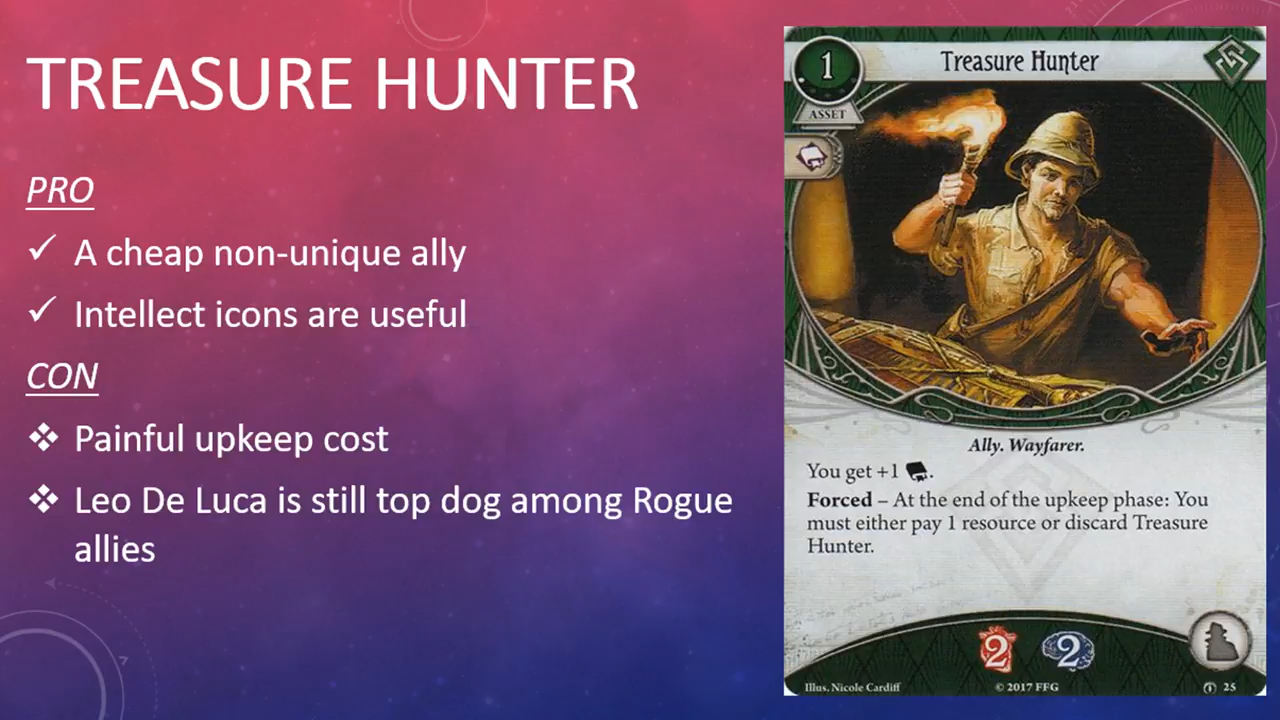 TREASURE HUNTER
PRO
A cheap non-unique ally
Intellect icons are useful
CON
Painful upkeep cost
Leo De Luca is still top dog among Rogue
allies
1
Treasure Hunter
ASSET
Ally. Wayfarer.
You get +1 .
Forced – At the end of the upkeep phase: You
must either pay 1 resource or discard Treasure
Hunter.
2 2
Illus. Nicole Cardiff © 2017 FFG 25